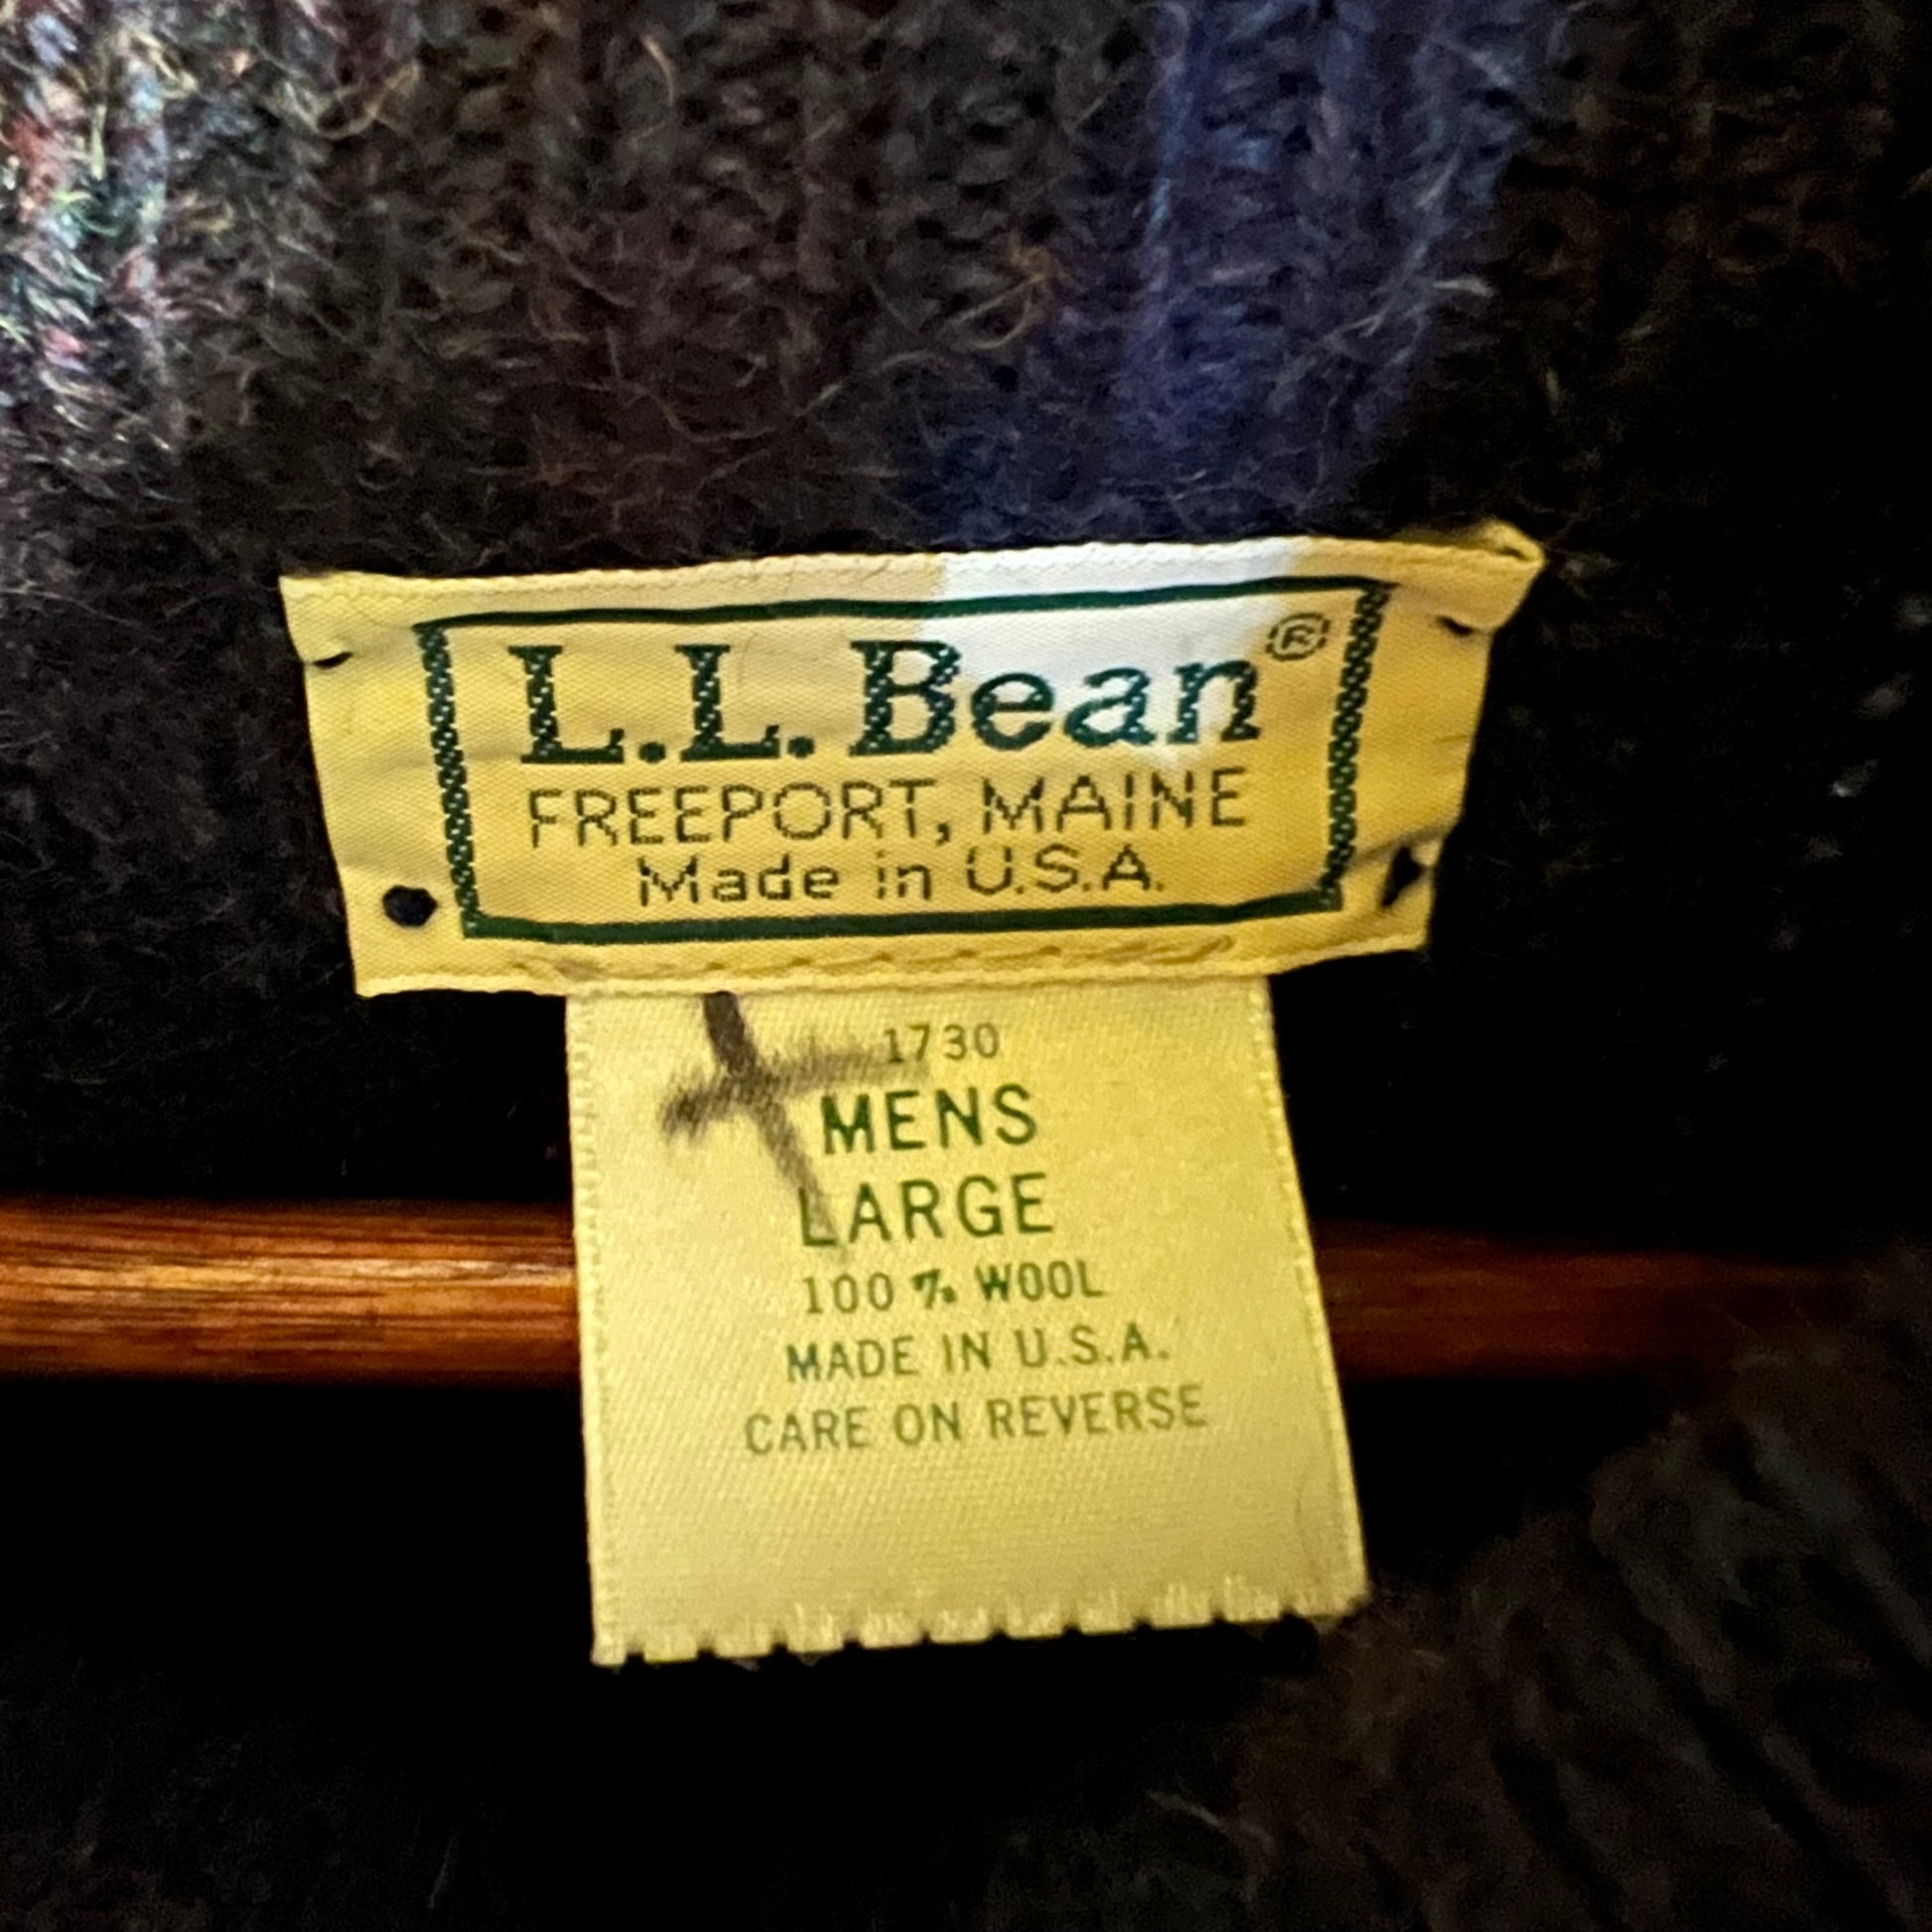 L.L.Bean®
FREEPORT, MAINE
Made in U.S.A.
1730
MENS
LARGE
100 % WOOL
MADE IN U.S.A.
CARE ON REVERSE